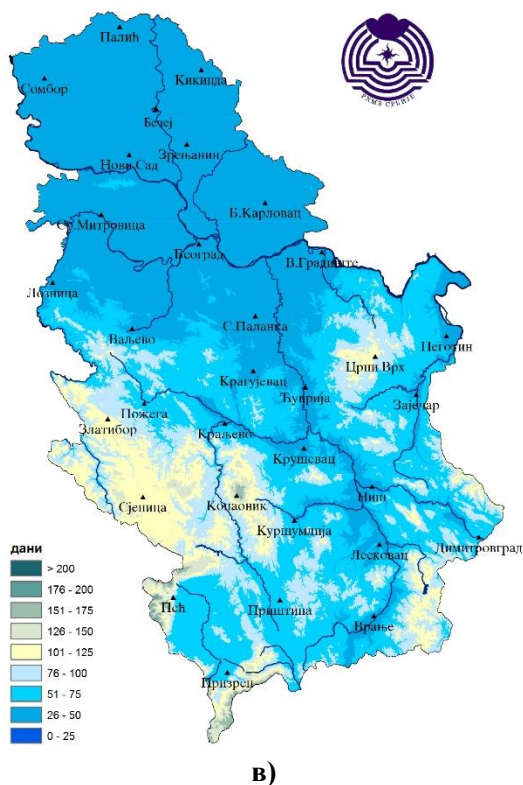 РХМЗ СРБИЈЕ
Палић
Кикинда
Сомбор
Бечеј
Зрењанин
Нови Сад
Б.Карловац
Ср.Митровица
Београд
В.Градиште
Лозница
С.Паланка
Ваљево
Неготин
Црни Врх
Крагујевац
Ћуприја
Зајечар
Пожега
Златибор
Краљево
Крушевац
Ниш
Сјеница
Копаоник
Куршумлија
Димитровград
Лесковац
дани
> 200
176 - 200
151 - 175
126 - 150
101 - 125
76 - 100
51 - 75
26 - 50
0 - 25
Пећ
Приштина
Врање
Призрен
в)